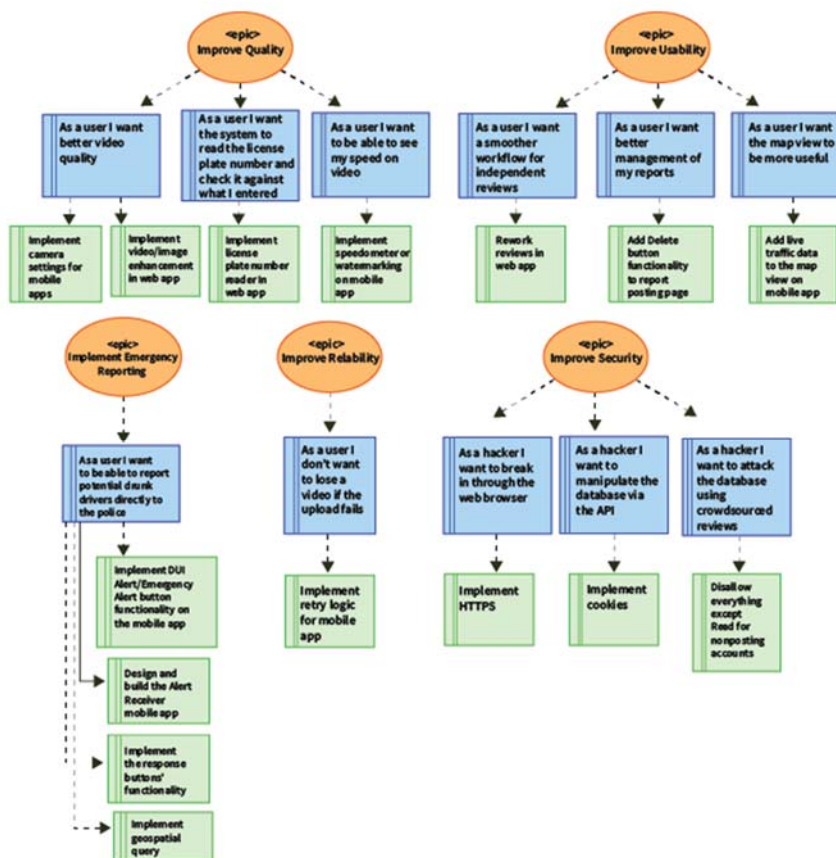 <epic>
Improve Quality
<epic>
Improve Usability
As a user I want
better video
quality
As a user I want
the system to
read the license
plate number and
check it against
what I entered
As a user I want
to be able to see
my speed on
video
As a user I want
a smoother
workflow for
independent
reviews
As a user I want
better
management of
my reports
As a user I want
the map view to
be more useful
Implement
camera
settings for
mobile
apps
Implement
video/image
enhancement
in web app
Implement
license
plate number
reader in
web app
Implement
speedometer or
watermarking
on mobile
app
Rework
reviews in
web app
Add Delete
button
functionality
to report
posting page
Add live
traffic data
to the map
view on
mobile app
<epic>
Implement Emergency
Reporting
<epic>
Improve Relability
<epic>
Improve Security
As a user I want
to be able to report
potential drunk
drivers directly to
the police
As a user I
don't want
to lose a
video if the
upload fails
As a hacker I
want to break
in through the
web browser
As a hacker I
want to
manipulate the
database via
the API
As a hacker I
want to attack
the database
using
crowdsourced
reviews
Implement DUI
Alert/Emergency
Alert button
functionality on
the mobile app
Implement
retry logic
for mobile
app
Implement
HTTPS
Implement
cookies
Disallow
everything
except
Read for
nonposting
accounts
Design and
build the Alert
Receiver
mobile app
Implement
the response
buttons'
functionality
Implement
geospatial
query